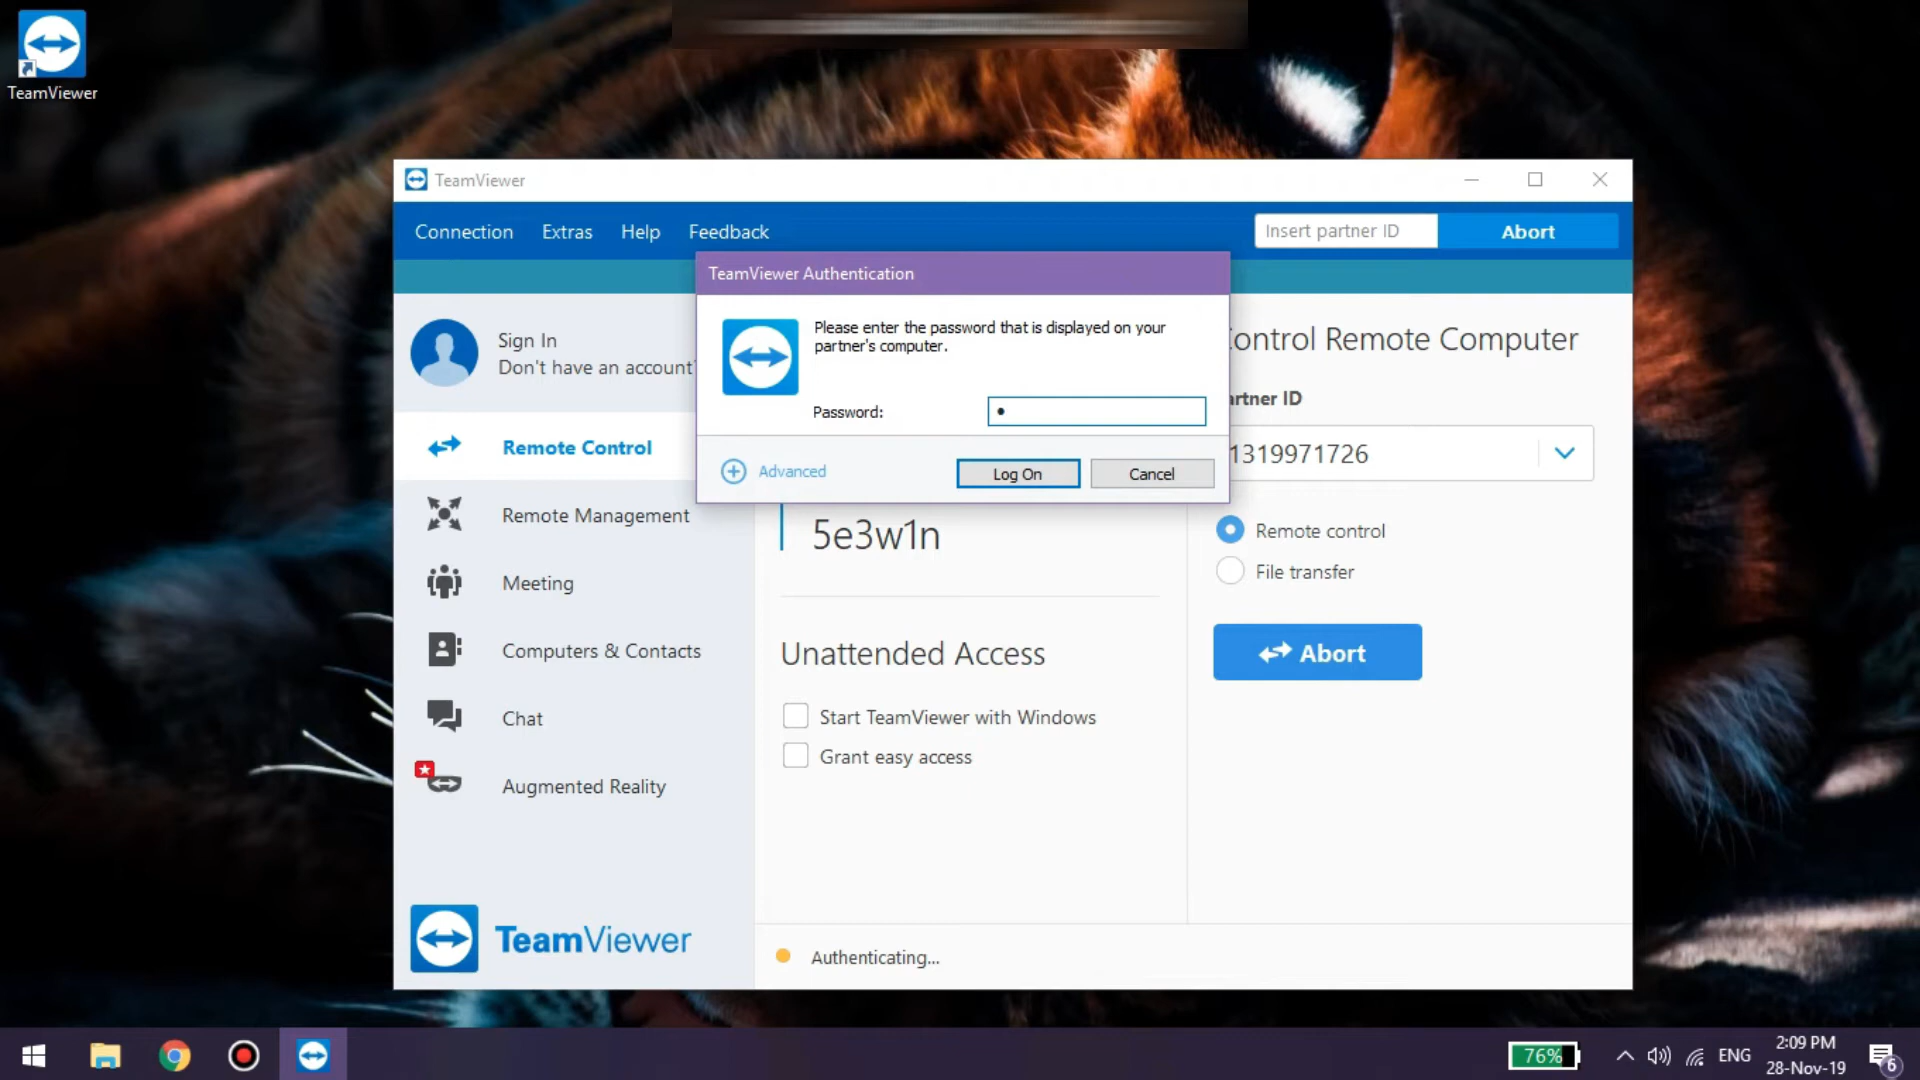 TeamViewer
TeamViewer
Connection Extras Help Feedback
Insert partner ID
Abort
TeamViewer Authentication
Please enter the password that is displayed on your
partner's computer.
Password:
Advanced
Log On
Cancel
Sign In
Don't have an account
Remote Control
Remote Management
Meeting
Computers & Contacts
Chat
Augmented Reality
TeamViewer
5e3w1n
Unattended Access
Start TeamViewer with Windows
Grant easy access
Authenticating...
ontrol Remote Computer
artner ID
1319971726
Remote control
File transfer
Abort
76%
ENG
2:09 PM
28-Nov-19
6